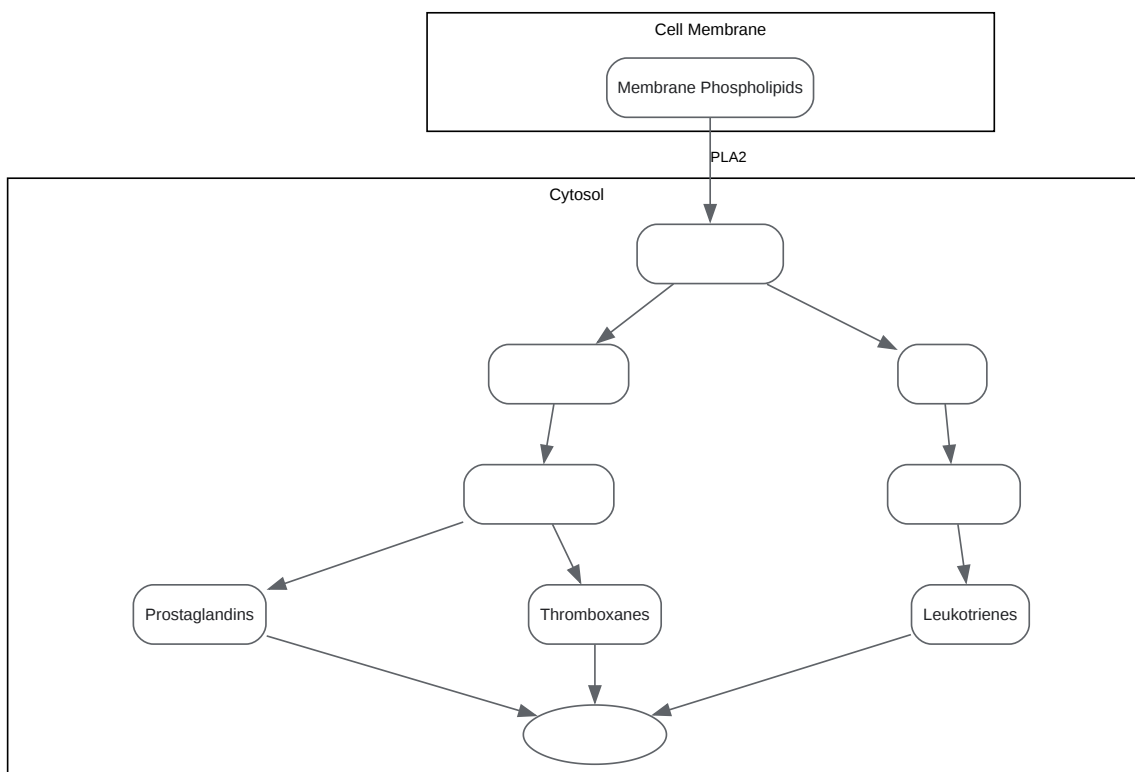 Cell Membrane
Membrane Phospholipids
PLA2
Cytosol
Prostaglandins
Thromboxanes
Leukotrienes